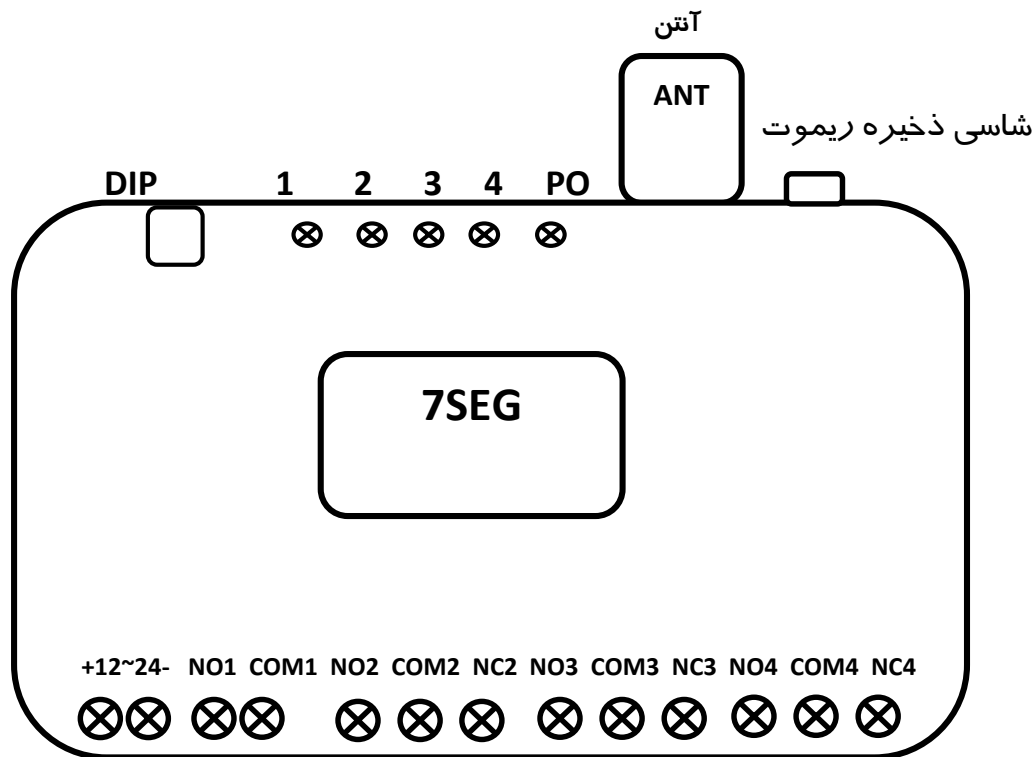 آنتن
ANT
شاسی ذخیره ریموت
DIP 1 2 3 4 PO
7SEG
+12~24- NO1 COM1 NO2 COM2 NC2 NO3 COM3 NC3 NO4 COM4 NC4